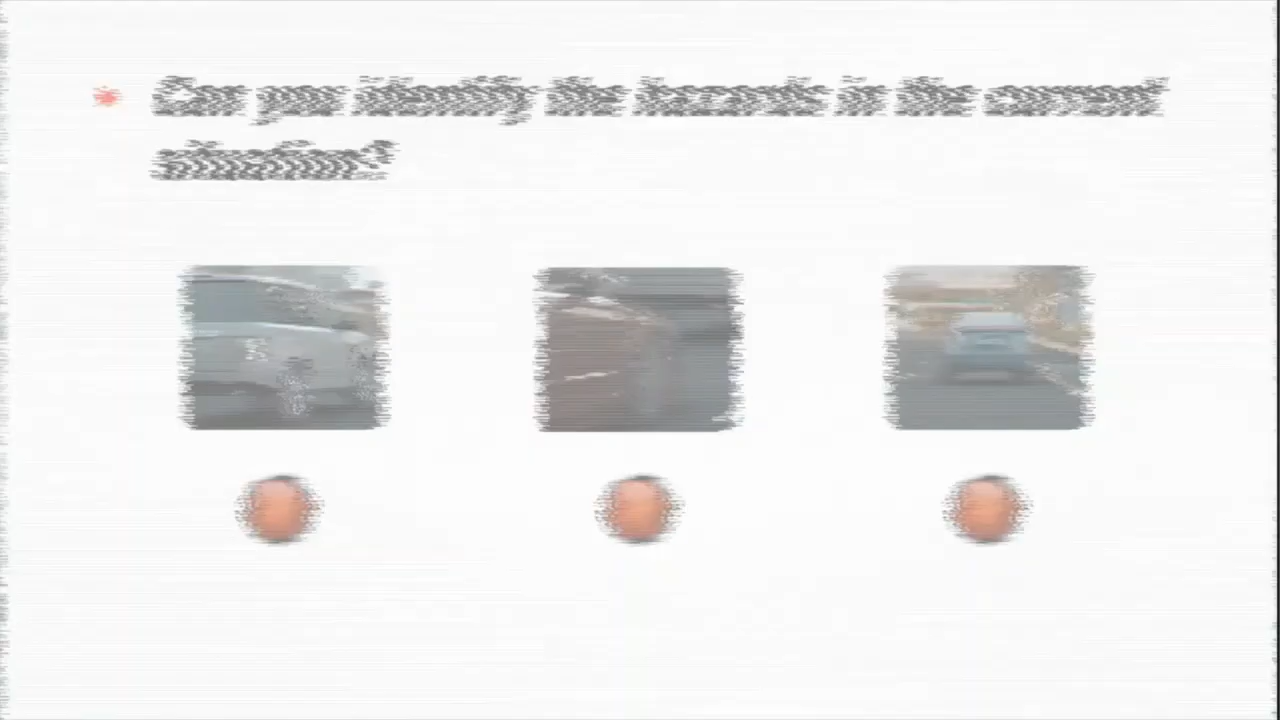 Can you identify the hazards in the current
situation?